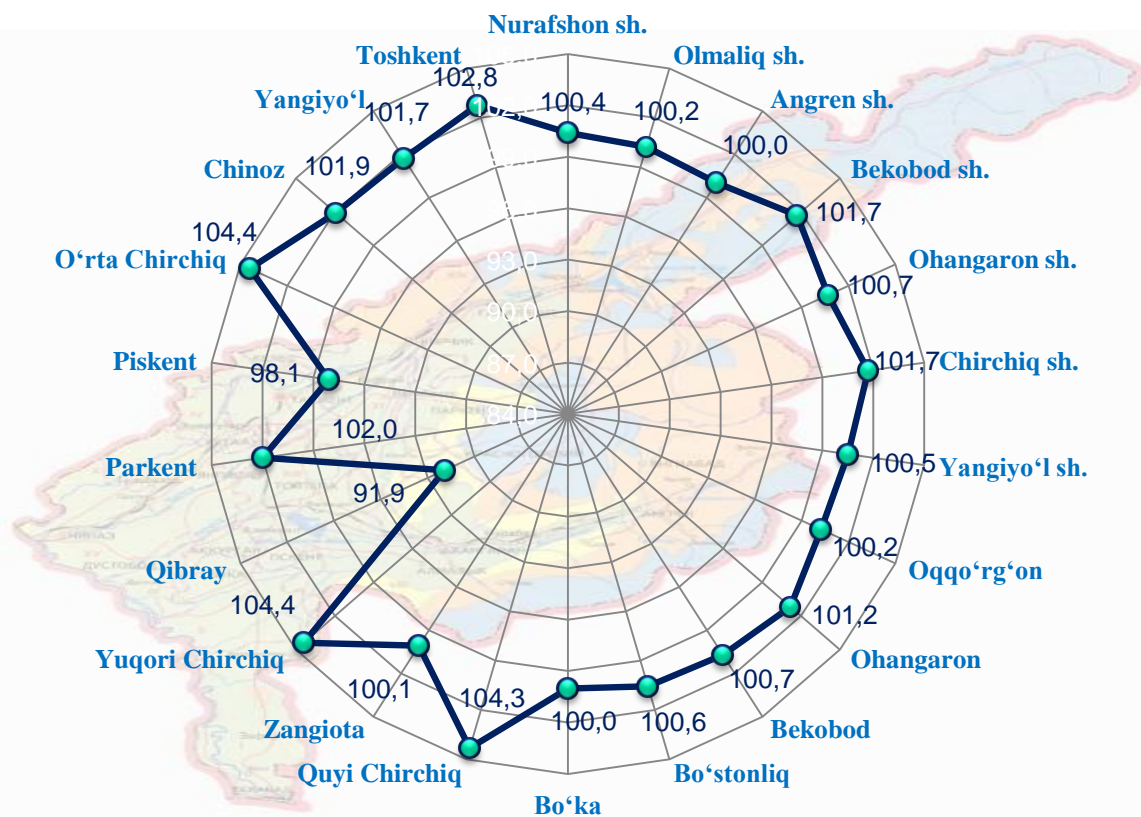 Nurafshon sh.
Toshkent
Olmaliq sh.
102,8
Yangiyo‘l
101,7
100,4
100,2
Angren sh.
102,0
100,0
Chinoz
101,9
Bekobod sh.
101,7
104,4
O‘rta Chirchiq
93,0
Ohangaron sh.
100,7
90,0
Piskent
98,1
87,0
101,7
Chirchiq sh.
84,0
102,0
Parkent
91,9
100,5
Yangiyo‘l sh.
100,2
Qibray
Oqqo‘rg‘on
104,4
101,2
Yuqori Chirchiq
Ohangaron
100,1
104,3
100,0
100,6
100,7
Zangiota
Bekobod
Quyi Chirchiq
Bo‘stonliq
Bo‘ka